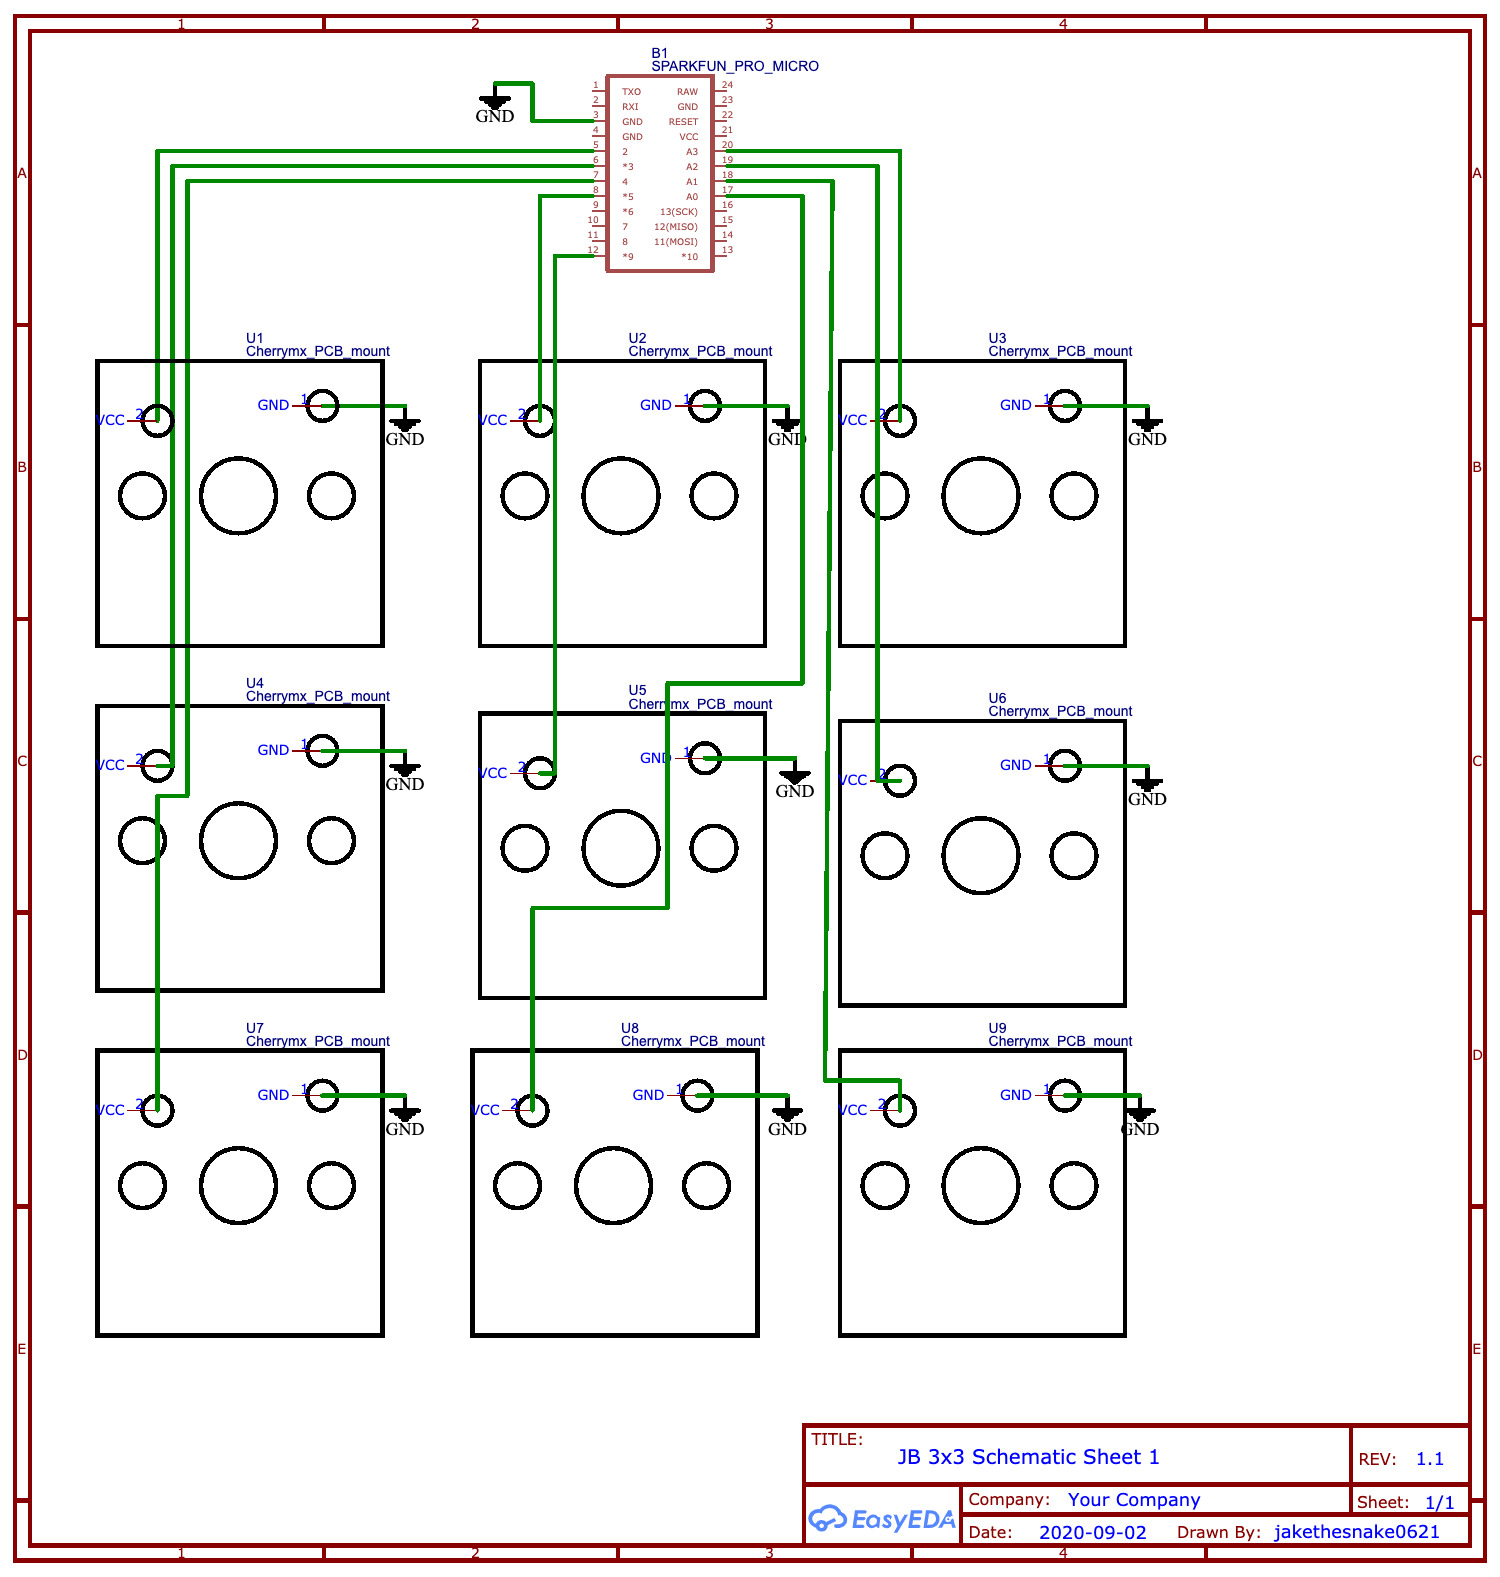 1 2 3 4
B1
SPARKFUN_PRO_MICRO
1 TXO RAW 24
2 RXI GND 23
3 GND RESET 22
4 GND VCC 21
5 2 A3 20
6 *3 A2 19
7 4 A1 18
8 *5 A0 17
9 *6 13(SCK) 16
10 7 12(MISO) 15
11 8 11(MOSI) 14
12 *9 *10 13
GND
A A
U1 U2 U3
Cherrymx_PCB_mount Cherrymx_PCB_mount Cherrymx_PCB_mount
VCC 2 GND 1 VCC 2 GND 1 VCC 2 GND 1
GND GND GND
B B
U4 U5 U6
Cherrymx_PCB_mount Cherrymx_PCB_mount Cherrymx_PCB_mount
VCC 2 GND 1 VCC 2 GND 1 VCC 2 GND 1
GND GND GND
C C
U7 U8 U9
Cherrymx_PCB_mount Cherrymx_PCB_mount Cherrymx_PCB_mount
D D
VCC 2 GND 1 VCC 2 GND 1 VCC 2 GND 1
GND GND GND
E E
TITLE:
JB 3x3 Schematic Sheet 1
REV: 1.1
EasyEDA
Company: Your Company
Sheet: 1/1
Date: 2020-09-02 Drawn By: jakethesnake0621
1 2 3 4